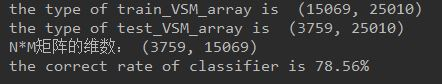 the type of train_VSM_array is  (15069, 25010)
the type of test_VSM_array is  (3759, 25010)
N*M矩阵的维数： (3759, 15069)
the correct rate of classifier is 78.56%